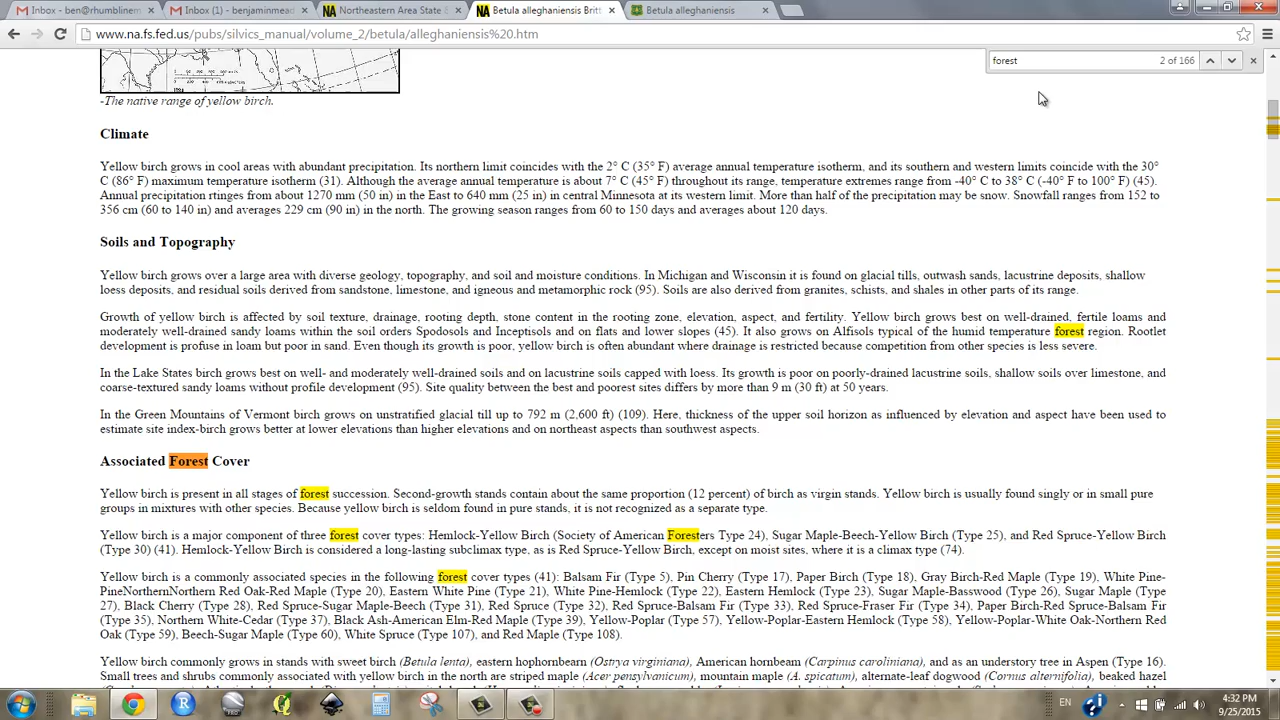 Inbox - ben@rhumblinem
Inbox (1) - benjaminmead
Northeastern Area State &
Betula alleghaniensis Britt
Betula alleghaniensis
www.na.fs.fed.us/pubs/silvics_manual/volume_2/betula/alleghaniensis%20.htm
forest 2 of 166
-The native range of yellow birch.
Climate
Yellow birch grows in cool areas with abundant precipitation. Its northern limit coincides with the 2° C (35° F) average annual temperature isotherm, and its southern and western limits coincide with the 30°
C (86° F) maximum temperature isotherm (31). Although the average annual temperature is about 7° C (45° F) throughout its range, temperature extremes range from -40° C to 38° C (-40° F to 100° F) (45).
Annual precipitation rtinges from about 1270 mm (50 in) in the East to 640 mm (25 in) in central Minnesota at its western limit. More than half of the precipitation may be snow. Snowfall ranges from 152 to
356 cm (60 to 140 in) and averages 229 cm (90 in) in the north. The growing season ranges from 60 to 150 days and averages about 120 days.
Soils and Topography
Yellow birch grows over a large area with diverse geology, topography, and soil and moisture conditions. In Michigan and Wisconsin it is found on glacial tills, outwash sands, lacustrine deposits, shallow
loess deposits, and residual soils derived from sandstone, limestone, and igneous and metamorphic rock (95). Soils are also derived from granites, schists, and shales in other parts of its range.
Growth of yellow birch is affected by soil texture, drainage, rooting depth, stone content in the rooting zone, elevation, aspect, and fertility. Yellow birch grows best on well-drained, fertile loams and
moderately well-drained sandy loams within the soil orders Spodosols and Inceptisols and on flats and lower slopes (45). It also grows on Alfisols typical of the humid temperature forest region. Rootlet
development is profuse in loam but poor in sand. Even though its growth is poor, yellow birch is often abundant where drainage is restricted because competition from other species is less severe.
In the Lake States birch grows best on well- and moderately well-drained soils and on lacustrine soils capped with loess. Its growth is poor on poorly-drained lacustrine soils, shallow soils over limestone, and
coarse-textured sandy loams without profile development (95). Site quality between the best and poorest sites differs by more than 9 m (30 ft) at 50 years.
In the Green Mountains of Vermont birch grows on unstratified glacial till up to 792 m (2,600 ft) (109). Here, thickness of the upper soil horizon as influenced by elevation and aspect have been used to
estimate site index-birch grows better at lower elevations than higher elevations and on northeast aspects than southwest aspects.
Associated Forest Cover
Yellow birch is present in all stages of forest succession. Second-growth stands contain about the same proportion (12 percent) of birch as virgin stands. Yellow birch is usually found singly or in small pure
groups in mixtures with other species. Because yellow birch is seldom found in pure stands, it is not recognized as a separate type.
Yellow birch is a major component of three forest cover types: Hemlock-Yellow Birch (Society of American Foresters Type 24), Sugar Maple-Beech-Yellow Birch (Type 25), and Red Spruce-Yellow Birch
(Type 30) (41). Hemlock-Yellow Birch is considered a long-lasting subclimax type, as is Red Spruce-Yellow Birch, except on moist sites, where it is a climax type (74).
Yellow birch is a commonly associated species in the following forest cover types (41): Balsam Fir (Type 5), Pin Cherry (Type 17), Paper Birch (Type 18), Gray Birch-Red Maple (Type 19), White Pine-
PineNorthernNorthern Red Oak-Red Maple (Type 20), Eastern White Pine (Type 21), White Pine-Hemlock (Type 22), Eastern Hemlock (Type 23), Sugar Maple-Basswood (Type 26), Sugar Maple (Type
27), Black Cherry (Type 28), Red Spruce-Sugar Maple-Beech (Type 31), Red Spruce (Type 32), Red Spruce-Balsam Fir (Type 33), Red Spruce-Fraser Fir (Type 34), Paper Birch-Red Spruce-Balsam Fir
(Type 35), Northern White-Cedar (Type 37), Black Ash-American Elm-Red Maple (Type 39), Yellow-Poplar (Type 57), Yellow-Poplar-Eastern Hemlock (Type 58), Yellow-Poplar-White Oak-Northern Red
Oak (Type 59), Beech-Sugar Maple (Type 60), White Spruce (Type 107), and Red Maple (Type 108).
Yellow birch commonly grows in stands with sweet birch (Betula lenta), eastern hophornbeam (Ostrya virginiana), American hornbeam (Carpinus caroliniana), and as an understory tree in Aspen (Type 16).
Small trees and shrubs commonly associated with yellow birch in the north are striped maple (Acer pensylvanicum), mountain maple (A. spicatum), alternate-leaf dogwood (Cornus alternifolia), beaked hazel
EN
4:32 PM
9/25/2015